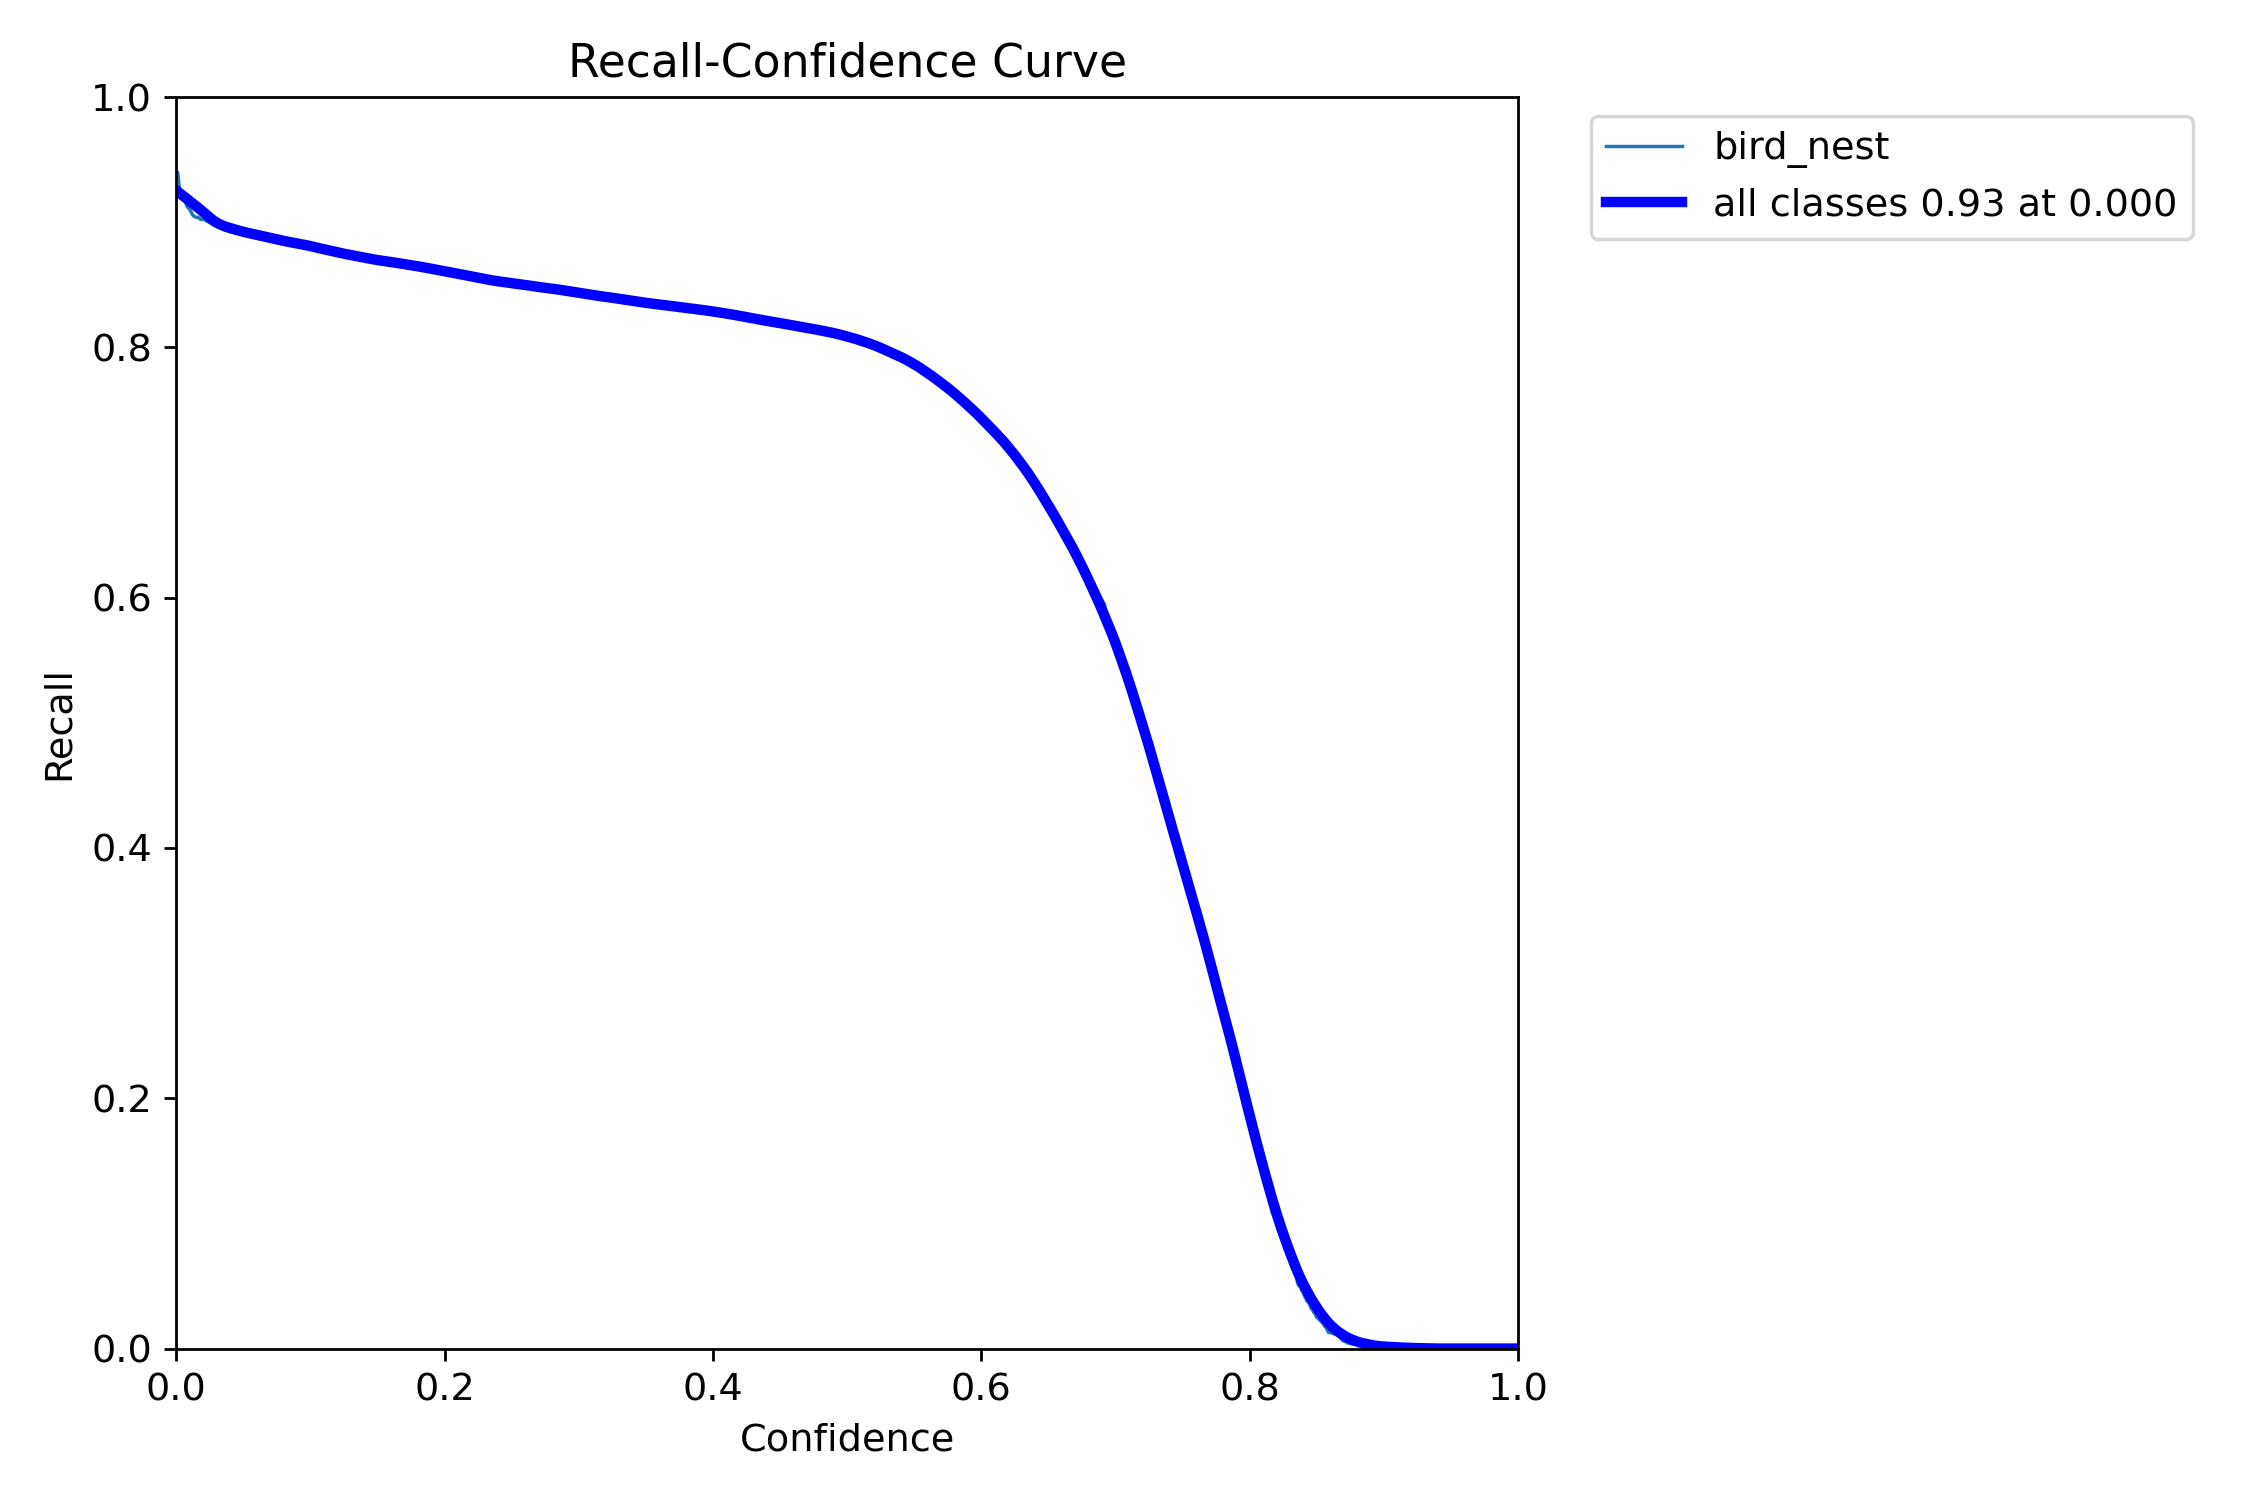 Recall-Confidence Curve
bird_nest
all classes 0.93 at 0.000
1.0
0.8
0.6
0.4
0.2
0.0
Recall
0.0 0.2 0.4 0.6 0.8 1.0
Confidence